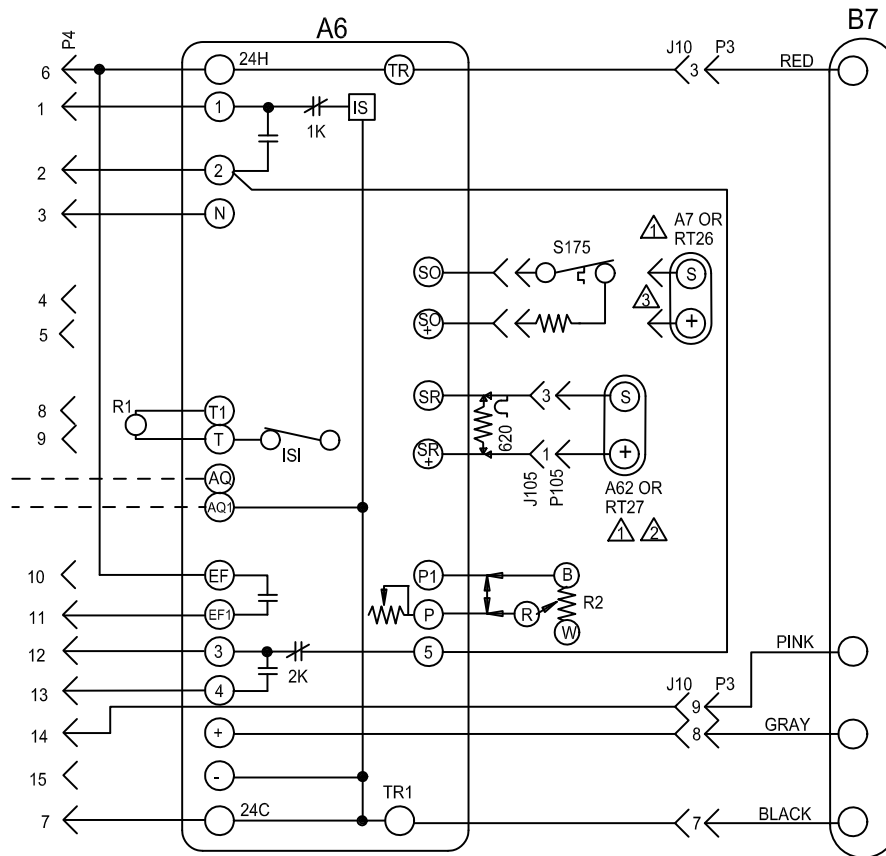 A6
B7
P4
J10 P3
6 24H TR 3 RED
1 1 IS
1K
2 2
3 N
A7 OR
RT26
1
S175
SO S
4
3
5
SO
+ +
8 R1 T1 SR 3 S
9 T
ISI
620
SR
+ 1 +
AQ
J105
P105
A62 OR
RT27
AQ1
1 2
10 EF P1 B
R2
11 EF1 P R
W
12 3 5 PINK
2K
13 4
J10 P3
9
14 + 8 GRAY
15 -
TR1
7 24C 7 BLACK